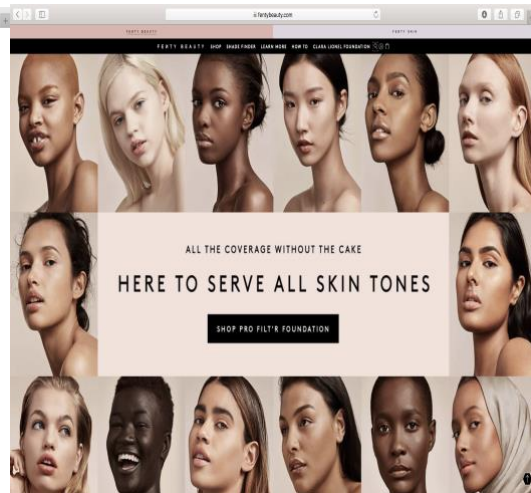 fentybeauty.com
FENTY BEAUTY
FENTY SKIN
FENTY BEAUTY SHOP SHADE FINDER LEARN MORE HOW TO CLARA LIONEL FOUNDATION
ALL THE COVERAGE WITHOUT THE CAKE
HERE TO SERVE ALL SKIN TONES
SHOP PRO FILT'R FOUNDATION